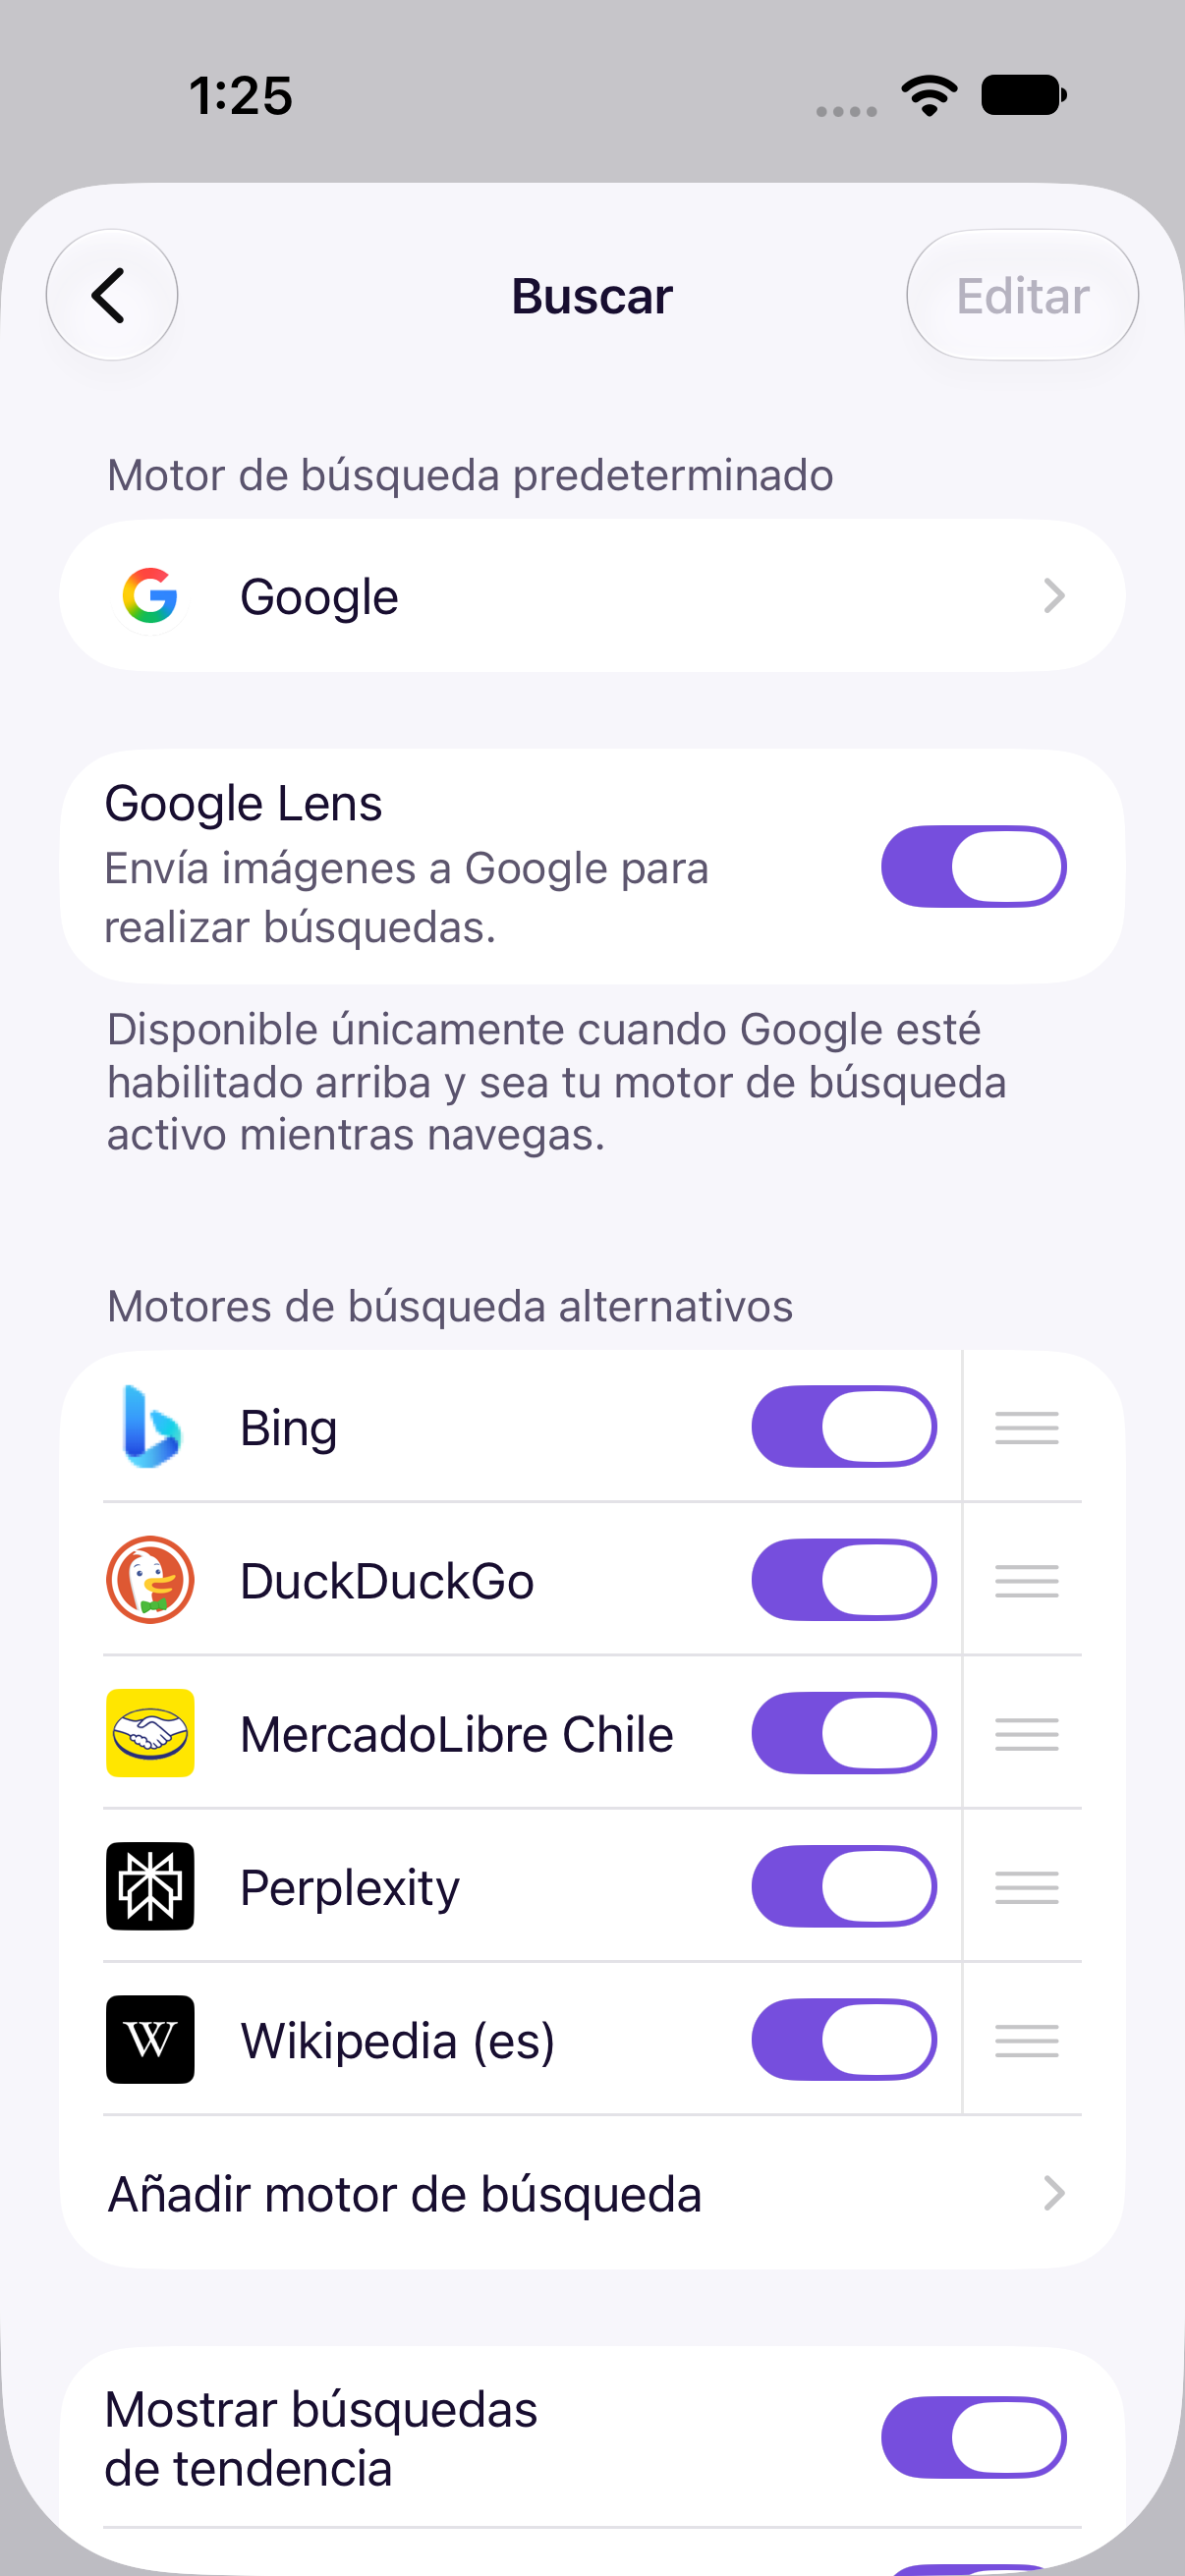 1:25
Buscar
Editar
Motor de búsqueda predeterminado
Google
Google Lens
Envía imágenes a Google para
realizar búsquedas.
Disponible únicamente cuando Google esté
habilitado arriba y sea tu motor de búsqueda
activo mientras navegas.
Motores de búsqueda alternativos
Bing
DuckDuckGo
MercadoLibre Chile
Perplexity
W
Wikipedia (es)
Añadir motor de búsqueda
Mostrar búsquedas
de tendencia